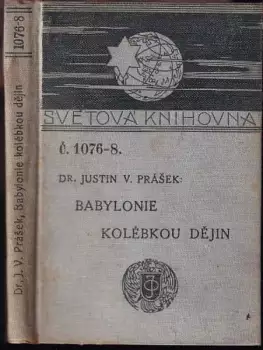 1076-8
Dr. J. V. Prášek, Babylonie kolébkou dějin
SVĚTOVÁ KNIHOVNA
Č. 1076-8.
DR. JUSTIN V. PRÁŠEK:
BABYLONIE
KOLÉBKOU DĚJIN